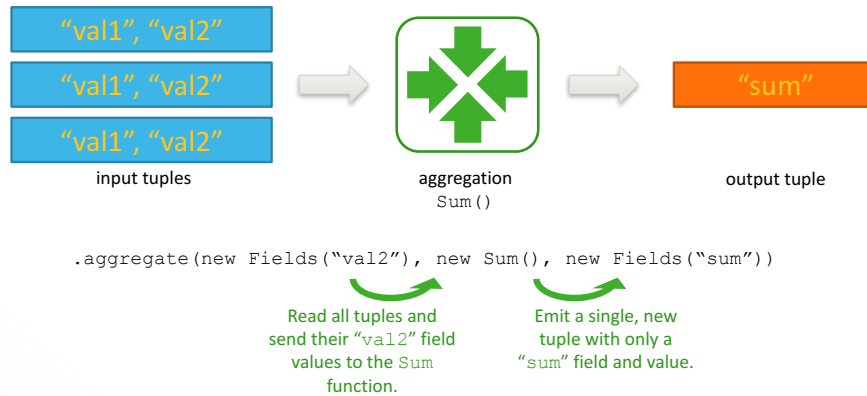 “val1”, “val2”
“val1”, “val2”
“val1”, “val2”
“sum”
input tuples
aggregation
Sum()
output tuple
.aggregate(new Fields(“val2”), new Sum(), new Fields(“sum”))
Read all tuples and
send their “val2” field
values to the Sum
function.
Emit a single, new
tuple with only a
“sum” field and value.